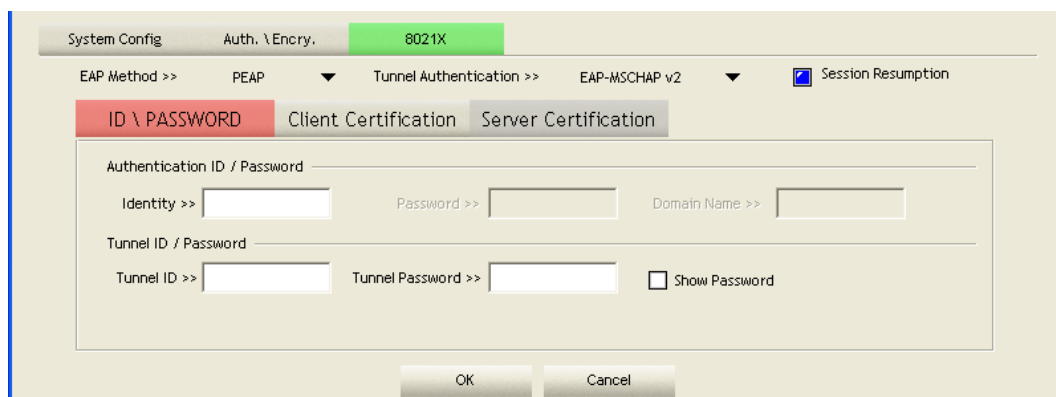 System Config Auth. \ Encry. 8021X
EAP Method >> PEAP Tunnel Authentication >> EAP-MSCHAP v2 Session Resumption
ID \ PASSWORD Client Certification Server Certification
Authentication ID / Password
Identity >> Password >> Domain Name >>
Tunnel ID / Password
Tunnel ID >> Tunnel Password >> Show Password
OK Cancel